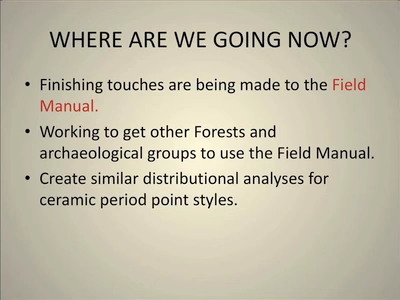 WHERE ARE WE GOING NOW?
• Finishing touches are being made to the Field
Manual.
• Working to get other Forests and
archaeological groups to use the Field Manual.
• Create similar distributional analyses for
ceramic period point styles.